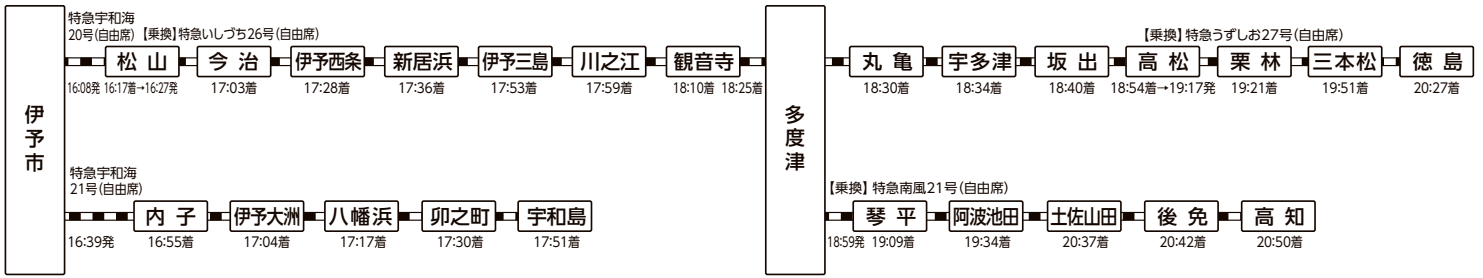 特急宇和海
20号(自由席)【乗換】特急いしづち26号(自由席)
【乗換】特急うずしお27号(自由席)
松山 今治 伊予西条 新居浜 伊予三島 川之江 観音寺 丸亀 宇多津 坂出 高松 栗林 三本松 徳島
16:08発 16:17着→16:27発 17:03着 17:28着 17:36着 17:53着 17:59着 18:10着 18:25着 18:30着 18:34着 18:40着 18:54着→19:17発 19:21着 19:51着 20:27着
伊予市
多度津
特急宇和海
21号(自由席)
【乗換】特急南風21号(自由席)
内子 伊予大洲 八幡浜 卯之町 宇和島 琴平 阿波池田 土佐山田 後免 高知
16:39発 16:55着 17:04着 17:17着 17:30着 17:51着 18:59発 19:09着 19:34着 20:37着 20:42着 20:50着